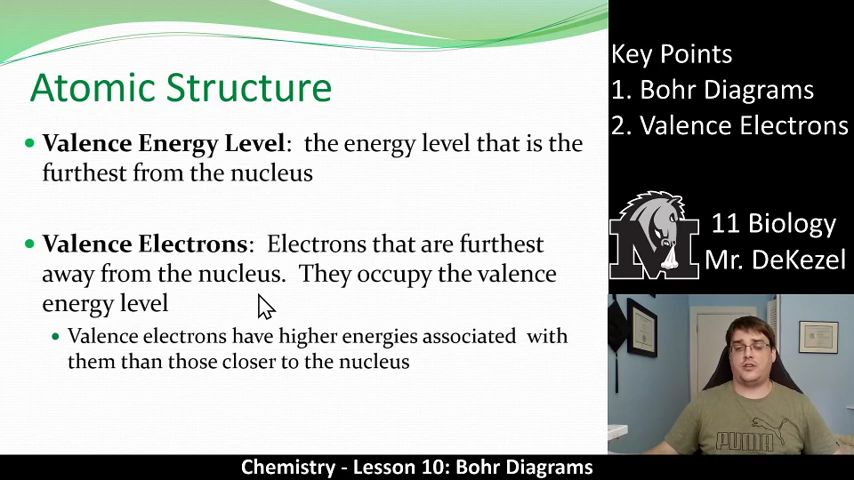 Atomic Structure
Valence Energy Level: the energy level that is the
furthest from the nucleus
Valence Electrons: Electrons that are furthest
away from the nucleus. They occupy the valence
energy level
Valence electrons have higher energies associated with
them than those closer to the nucleus
Key Points
1. Bohr Diagrams
2. Valence Electrons
M
11 Biology
Mr. DeKezel
PUMA
Chemistry - Lesson 10: Bohr Diagrams